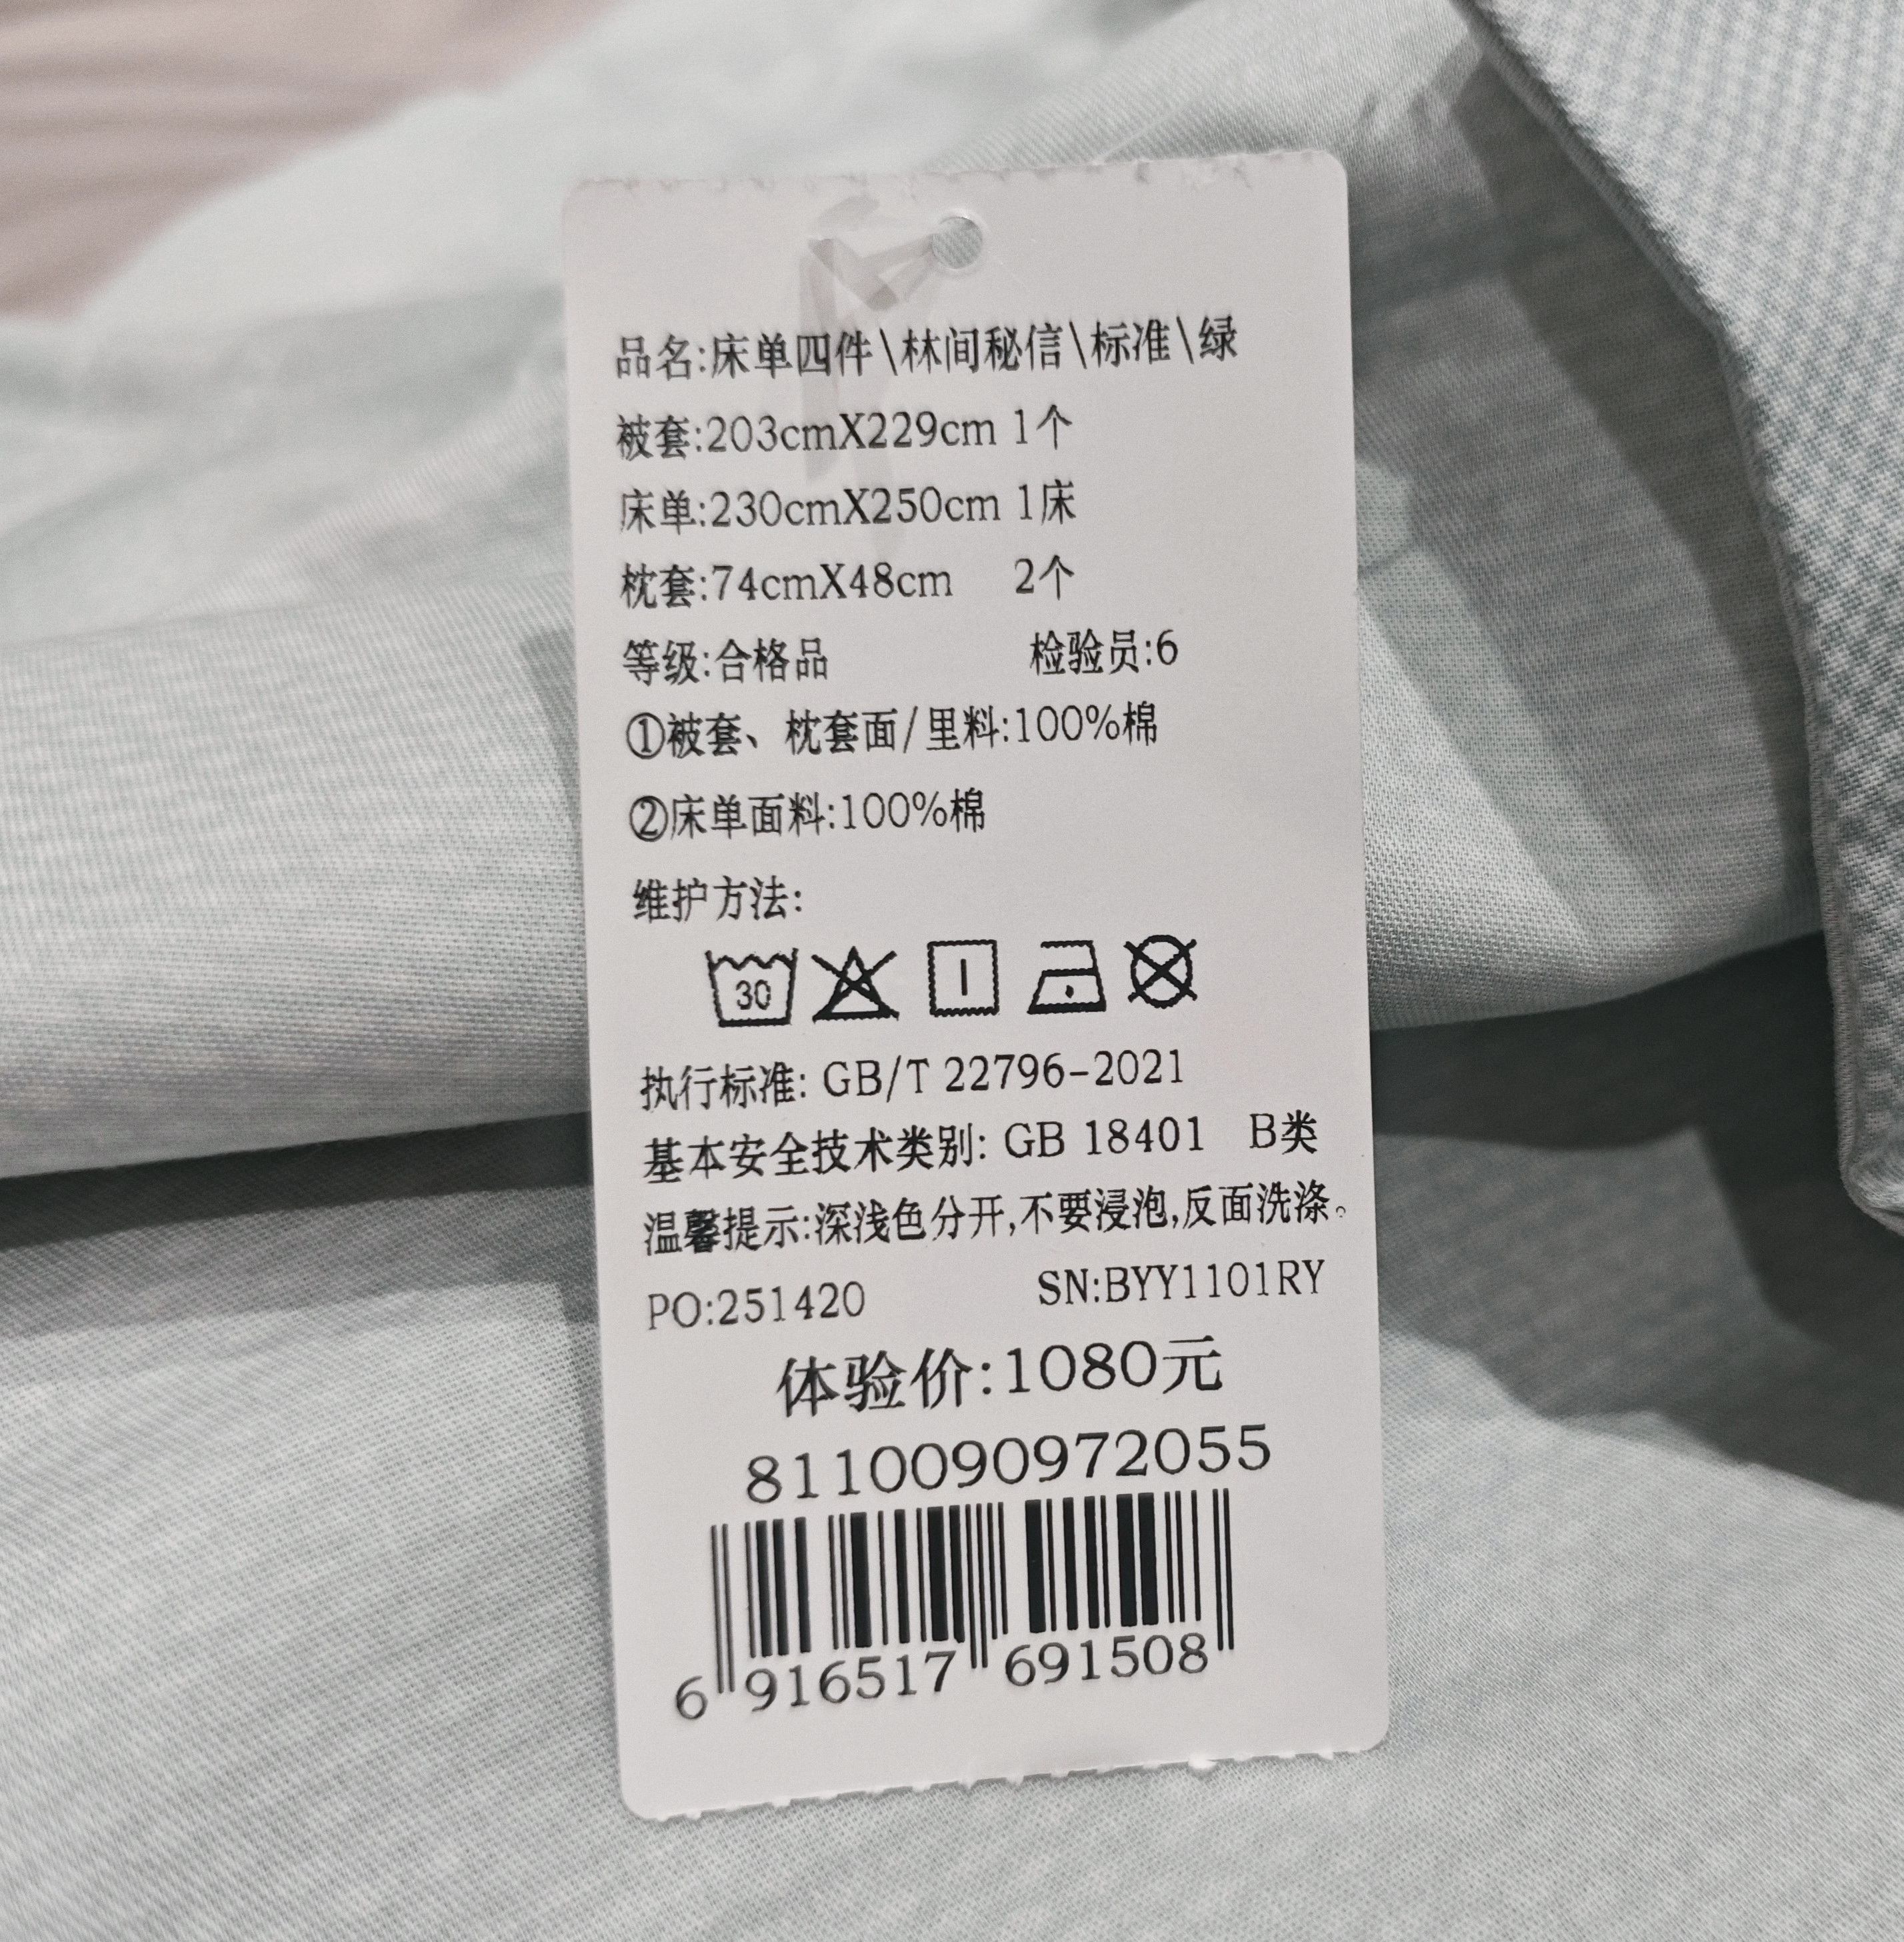 品名:床单四件\林间秘信\标准\绿
被套:203cmX229cm 1个
床单:230cmX250cm 1床
枕套:74cmX48cm 2个
等级:合格品 检验员:6
①被套、枕套面/里料:100%棉
②床单面料:100%棉
维护方法:
30
执行标准: GB/T 22796-2021
基本安全技术类别: GB 18401 B类
温馨提示:深浅色分开,不要浸泡,反面洗涤。
PO:251420 SN:BYY1101RY
体验价:1080元
8110090972055
6 916517 691508